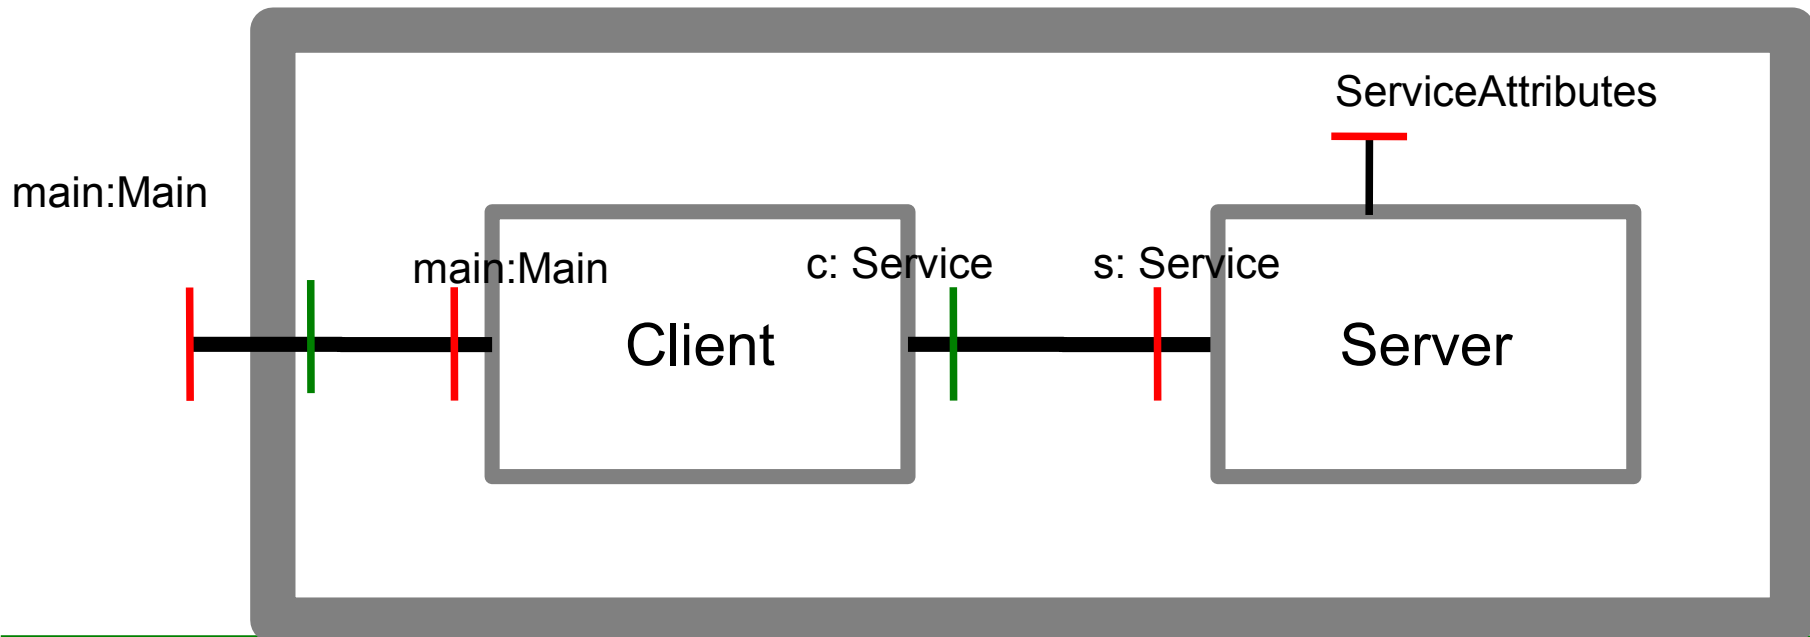 ServiceAttributes
main:Main
main:Main
c: Service
s: Service
Client
Server